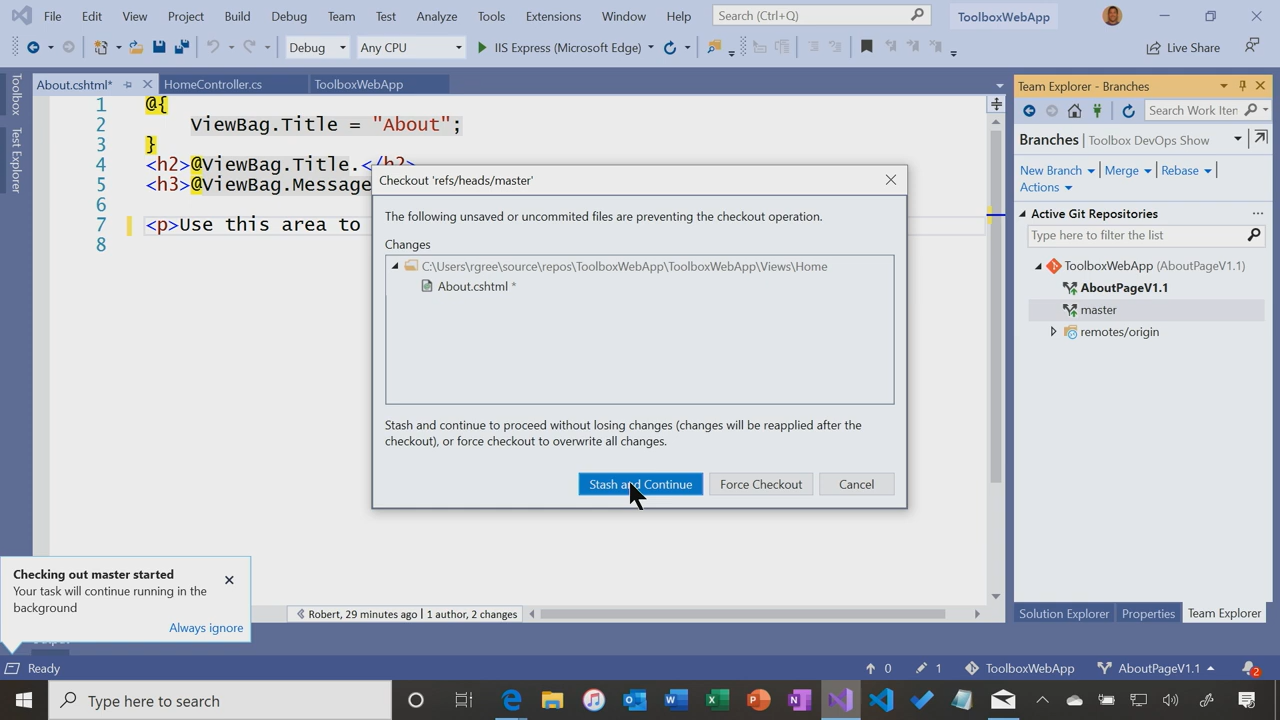 File Edit View Project Build Debug Team Test Analyze Tools Extensions Window Help Search (Ctrl+Q) ToolboxWebApp
Debug Any CPU IIS Express (Microsoft Edge) Live Share
About.cshtml* HomeController.cs ToolboxWebApp
Toolbox
Test Explorer
1 @{
2 ViewBag.Title = "About";
3 }
4 <h2>@ViewBag.Title.</h2>
5 <h3>@ViewBag.Message
6
7 <p>Use this area to
8
Checkout 'refs/heads/master'
The following unsaved or uncommited files are preventing the checkout operation.
Changes
C:\Users\rgree\source\repos\ToolboxWebApp\ToolboxWebApp\Views\Home
About.cshtml *
Stash and continue to proceed without losing changes (changes will be reapplied after the
checkout), or force checkout to overwrite all changes.
Stash and Continue Force Checkout Cancel
Team Explorer - Branches
Search Work Iten
Branches | Toolbox DevOps Show
New Branch | Merge | Rebase |
Actions
Active Git Repositories
Type here to filter the list
ToolboxWebApp (AboutPageV1.1)
AboutPageV1.1
master
remotes/origin
Solution Explorer Properties Team Explorer
Checking out master started
Your task will continue running in the
background
Always ignore
Robert, 29 minutes ago | 1 author, 2 changes
Ready 0 1 ToolboxWebApp AboutPageV1.1 2
Type here to search